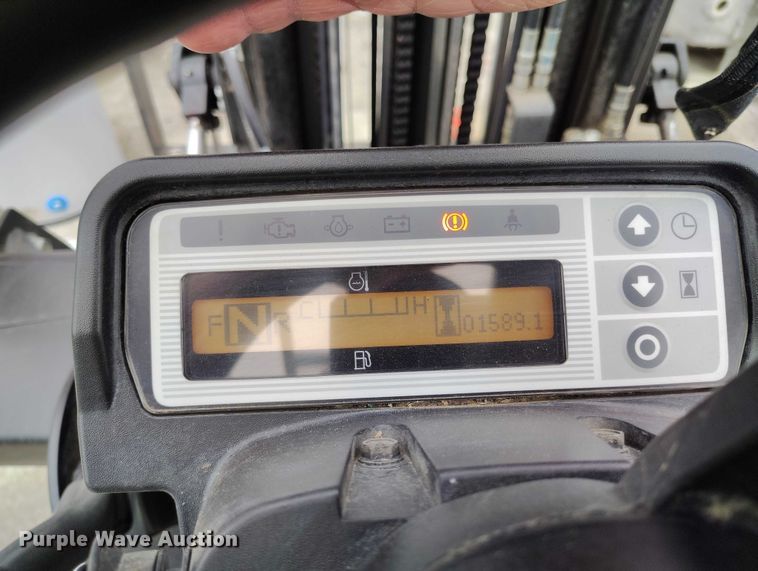 F N R C H 01589.1
Purple Wave Auction